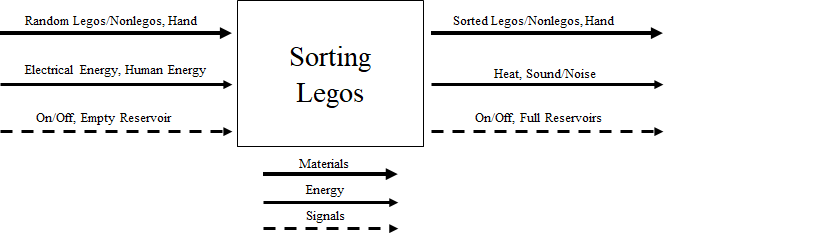 Random Legos/Nonlegos, Hand
Sorted Legos/Nonlegos, Hand
Sorting
Legos
Electrical Energy, Human Energy
Heat, Sound/Noise
On/Off, Empty Reservoir
On/Off, Full Reservoirs
Materials
Energy
Signals